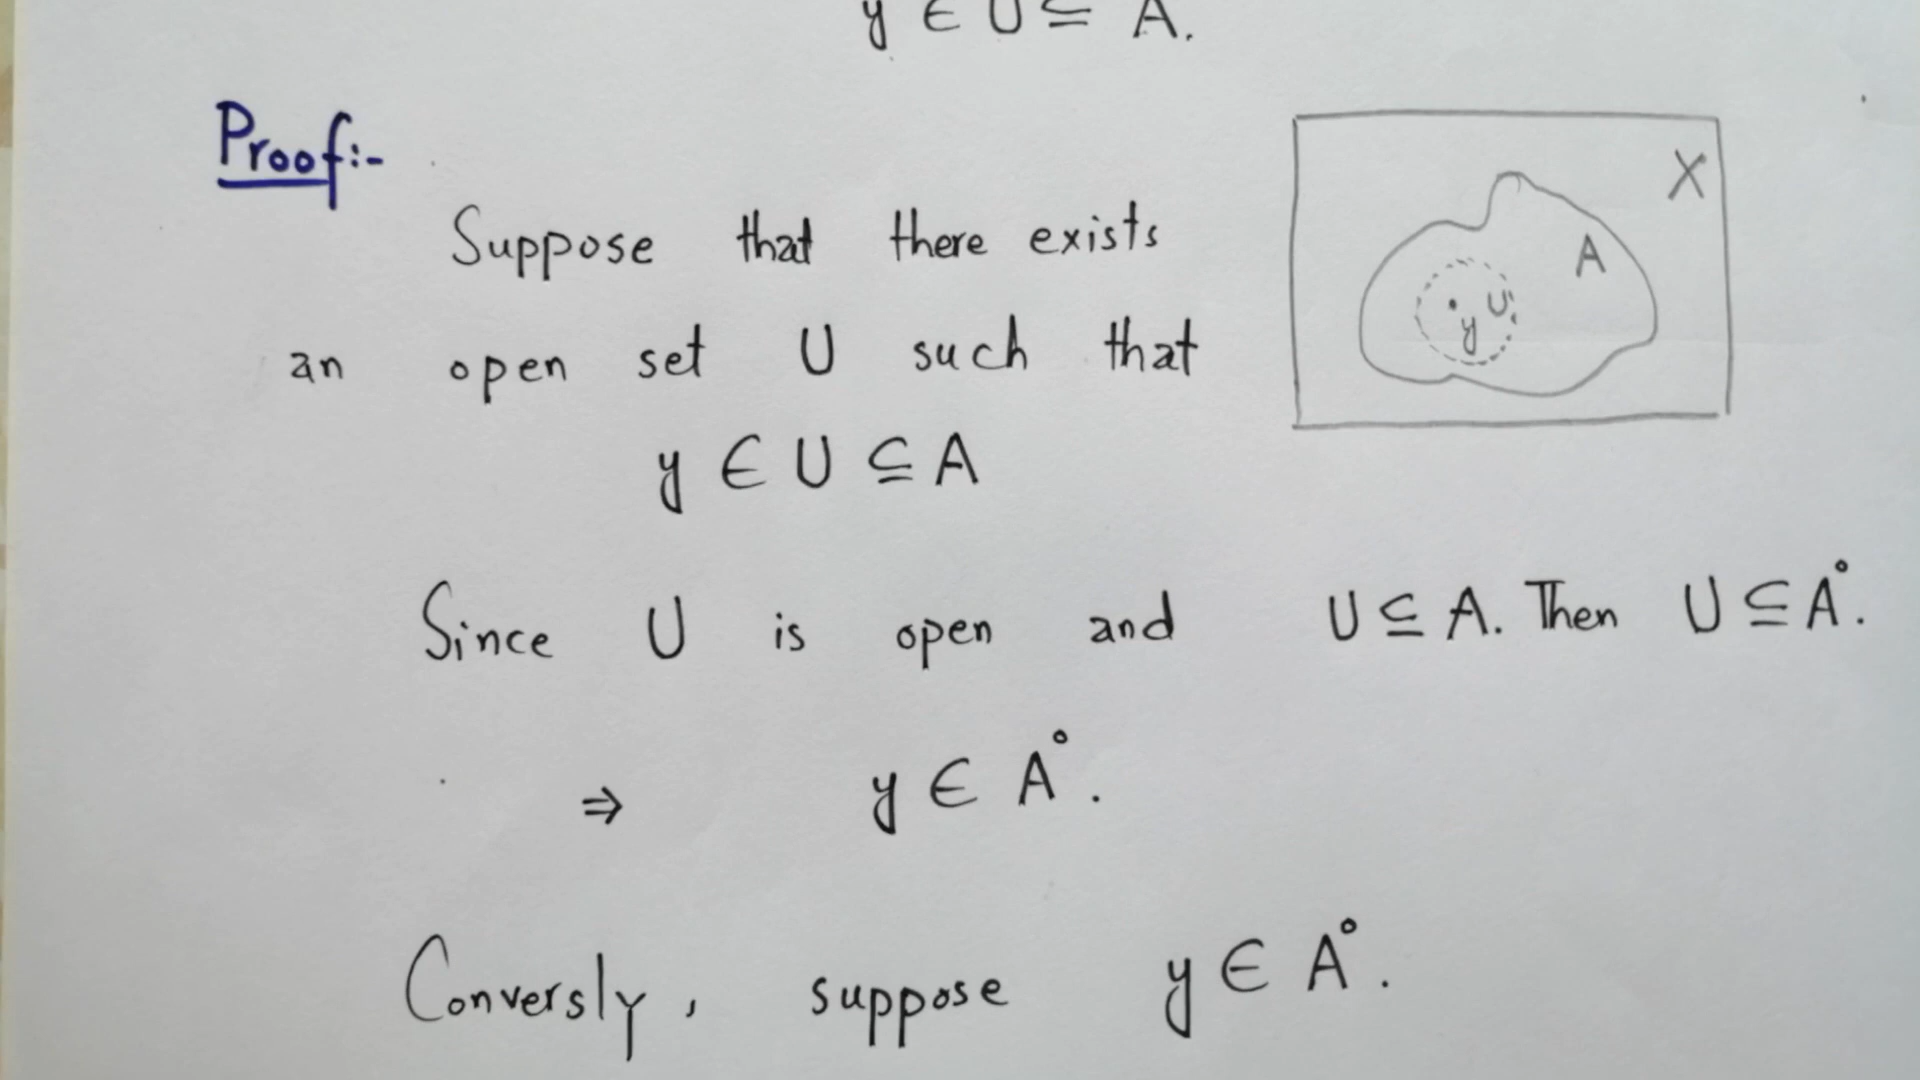 y ∈ U ⊆ A.
Proof:-
Suppose that there exists
an open set U such that
y ∈ U ⊆ A
X
A
U
y
Since U is open and U ⊆ A. Then U ⊆ A°.
⇒ y ∈ A°.
Conversly, suppose y ∈ A°.